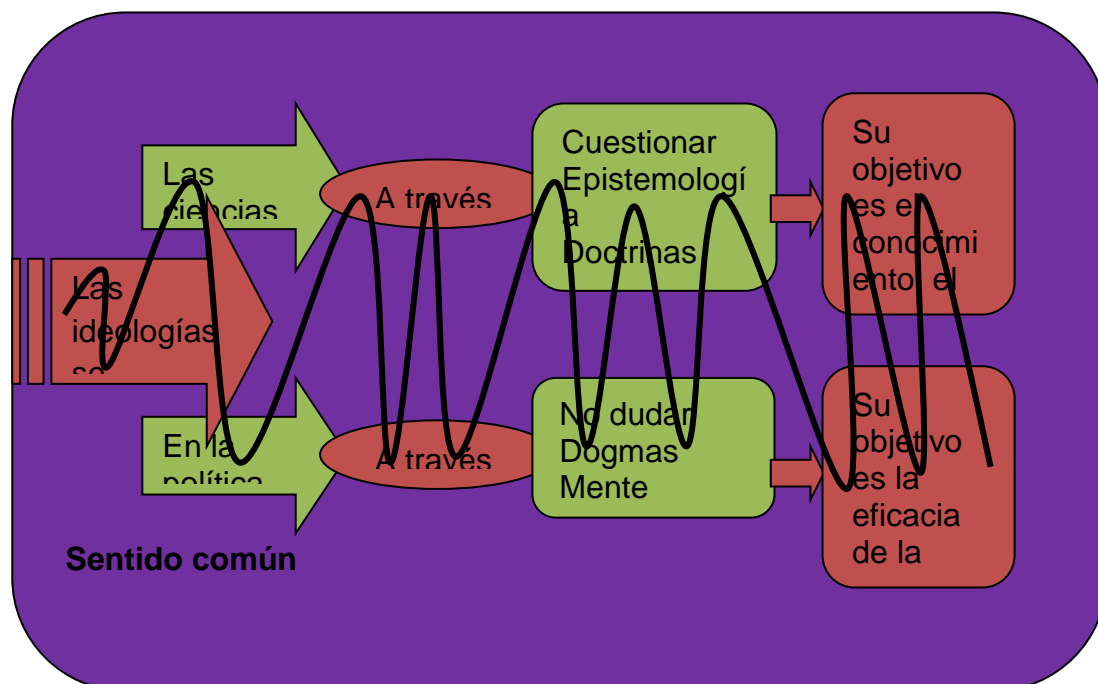 Las
ideologías
se
Las
ciencias
A través
Cuestionar
Epistemologí
a
Doctrinas
Su
objetivo
es el
conocimi
ento, el
En la
política
A través
No dudar
Dogmas
Mente
Su
objetivo
es la
eficacia
de la
Sentido común